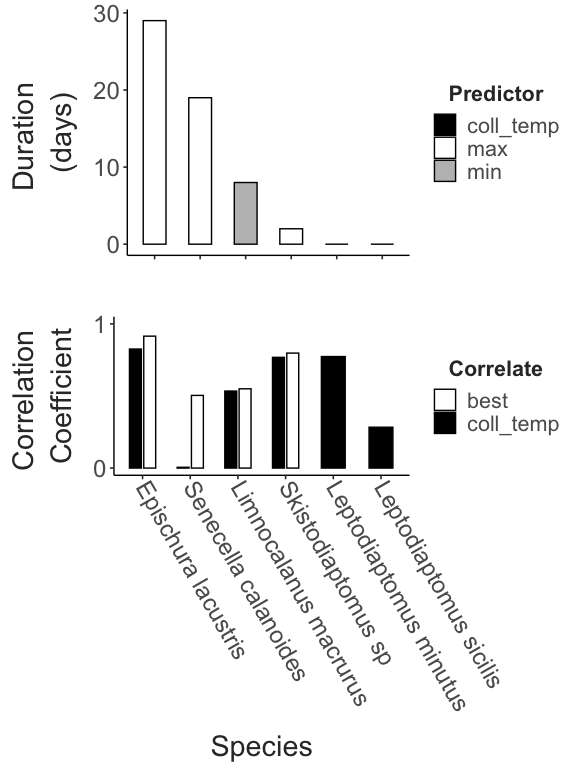 30
20
10
0
Duration
(days)
Predictor
coll_temp
max
min
1
0
Correlation
Coefficient
Correlate
best
coll_temp
Epischura lacustris
Senecella calanoides
Limnocalanus macrurus
Skistodiaptomus sp
Leptodiaptomus minutus
Leptodiaptomus sicilis
Species